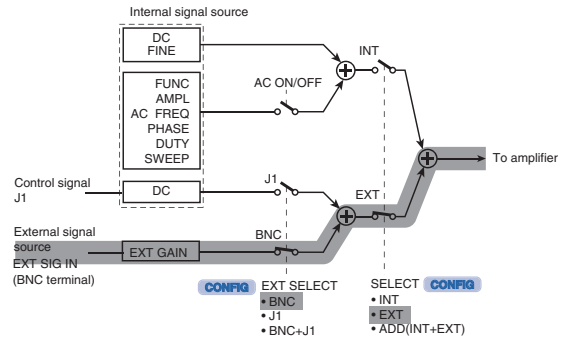 Internal signal source
DC
FINE
INT
FUNC
AMPL
AC FREQ
PHASE
DUTY
SWEEP
AC ON/OFF
To amplifier
Control signal
J1
DC
J1
EXT
External signal
source
EXT SIG IN
(BNC terminal)
EXT GAIN
BNC
CONFIG EXT SELECT
• BNC
• J1
• BNC+J1
SELECT CONFIG
• INT
• EXT
• ADD(INT+EXT)